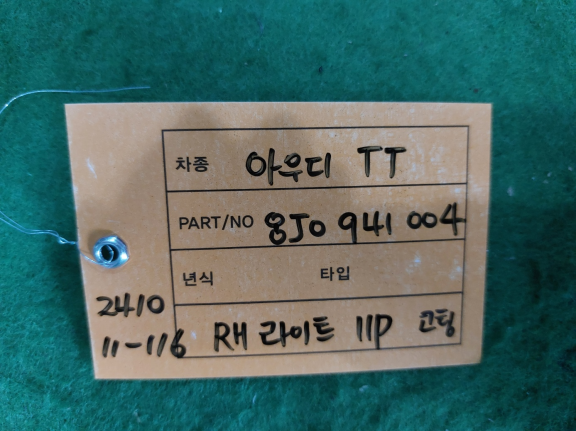 차종 아우디 TT
PART/NO 8J0 941 004
년식 타입
RH 라이트 11P 코팅
2410
11-116